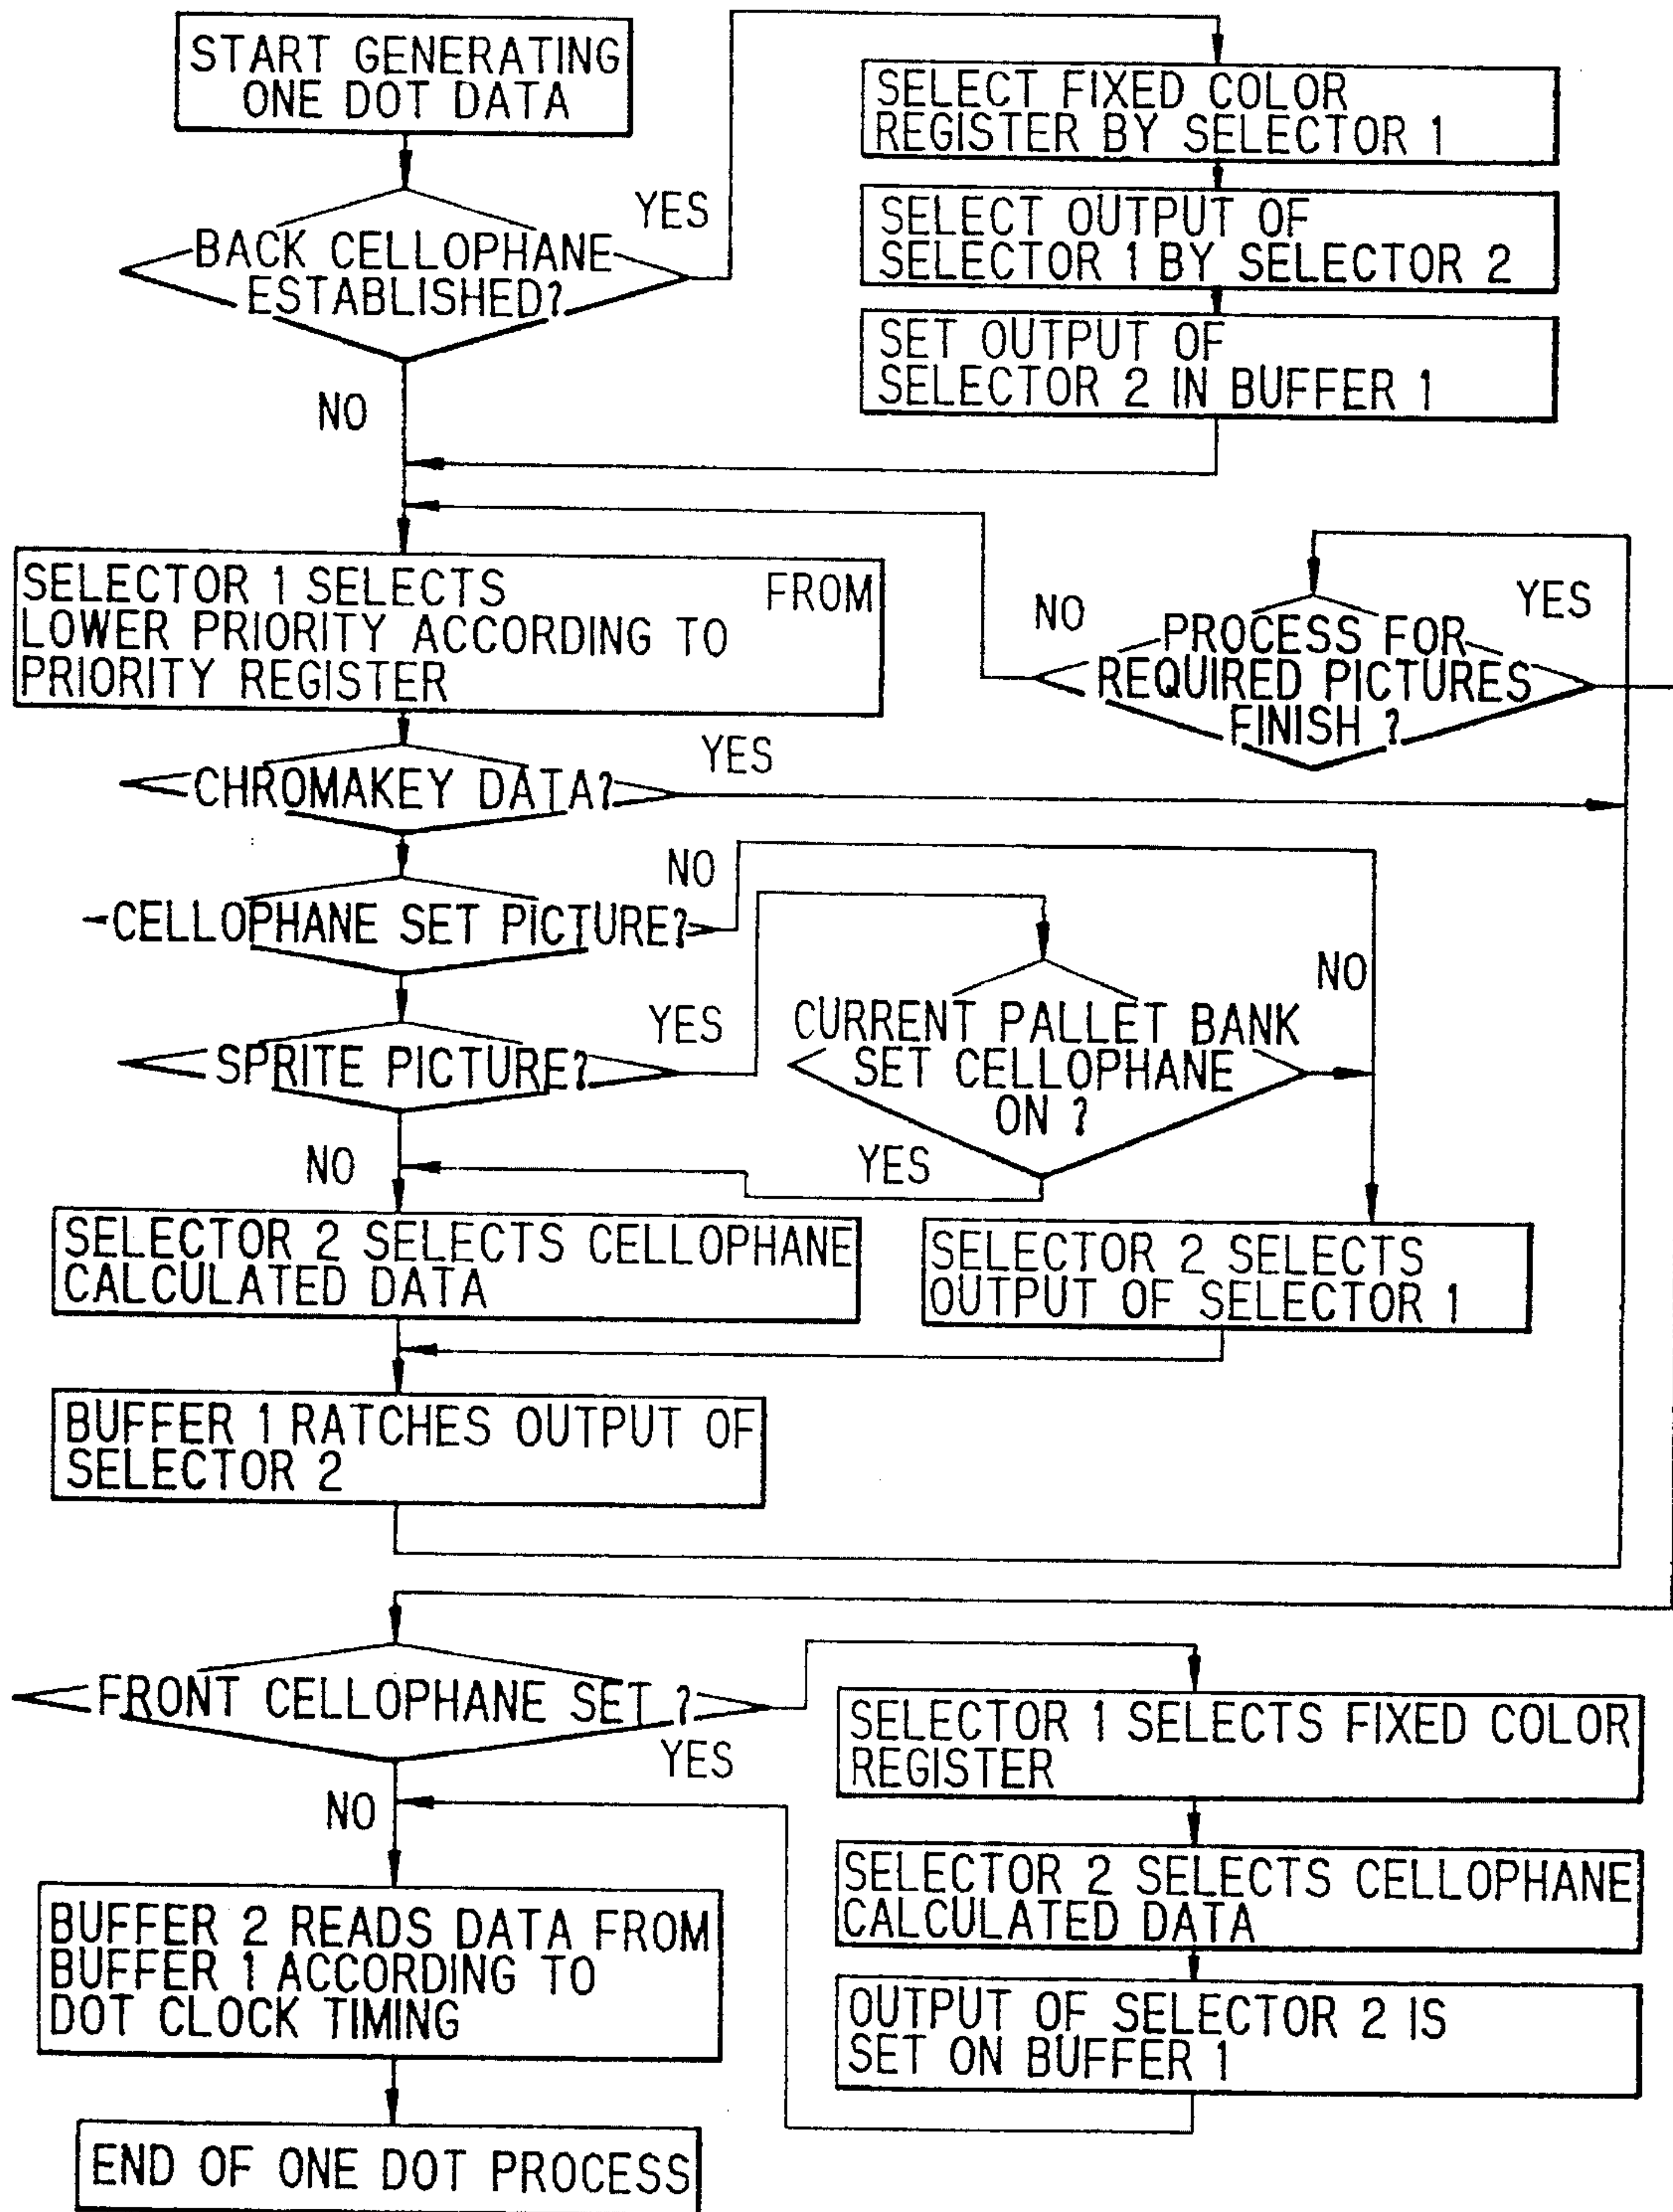 START GENERATING
ONE DOT DATA
BACK CELLOPHANE
ESTABLISHED?
YES
NO
SELECT FIXED COLOR
REGISTER BY SELECTOR 1
SELECT OUTPUT OF
SELECTOR 1 BY SELECTOR 2
SET OUTPUT OF
SELECTOR 2 IN BUFFER 1
SELECTOR 1 SELECTS FROM
LOWER PRIORITY ACCORDING TO
PRIORITY REGISTER
NO
YES
PROCESS FOR
REQUIRED PICTURES
FINISH ?
CHROMAKEY DATA?
YES
CELLOPHANE SET PICTURE?
NO
SPRITE PICTURE?
YES
NO
CURRENT PALLET BANK
SET CELLOPHANE
ON ?
NO
YES
SELECTOR 2 SELECTS CELLOPHANE
CALCULATED DATA
SELECTOR 2 SELECTS
OUTPUT OF SELECTOR 1
BUFFER 1 RATCHES OUTPUT OF
SELECTOR 2
FRONT CELLOPHANE SET ?
YES
NO
SELECTOR 1 SELECTS FIXED COLOR
REGISTER
SELECTOR 2 SELECTS CELLOPHANE
CALCULATED DATA
OUTPUT OF SELECTOR 2 IS
SET ON BUFFER 1
BUFFER 2 READS DATA FROM
BUFFER 1 ACCORDING TO
DOT CLOCK TIMING
END OF ONE DOT PROCESS